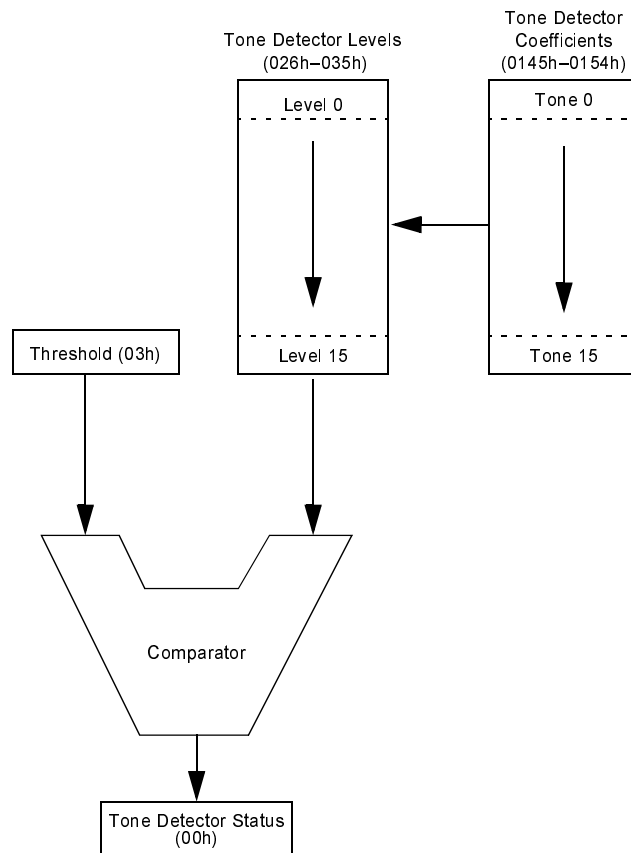 Tone Detector Levels
(026h–035h)
Tone Detector
Coefficients
(0145h–0154h)
Level 0
Tone 0
Threshold (03h)
Level 15
Tone 15
Comparator
Tone Detector Status
(00h)